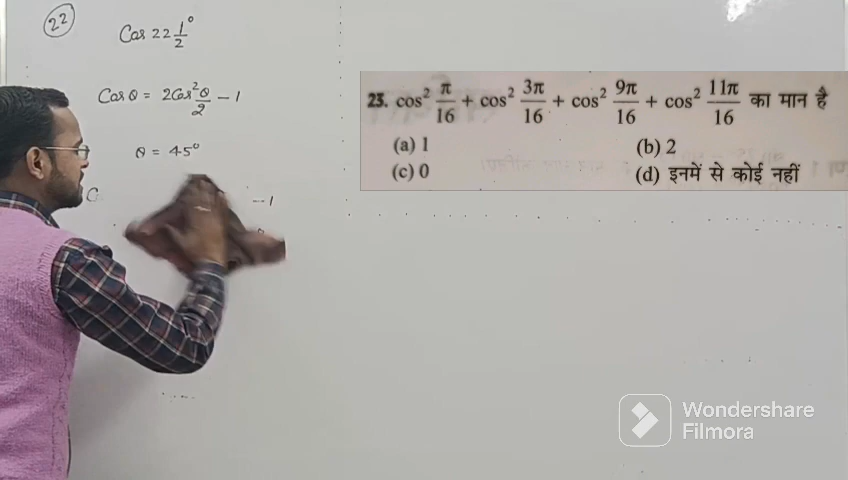 22
Cos 22 1/2°
Cos θ = 2Cos² θ/2 - 1
θ = 45°
C
-1
23. cos² π/16 + cos² 3π/16 + cos² 9π/16 + cos² 11π/16 का मान है
(a) 1
(b) 2
(c) 0
(d) इनमें से कोई नहीं
Wondershare
Filmora